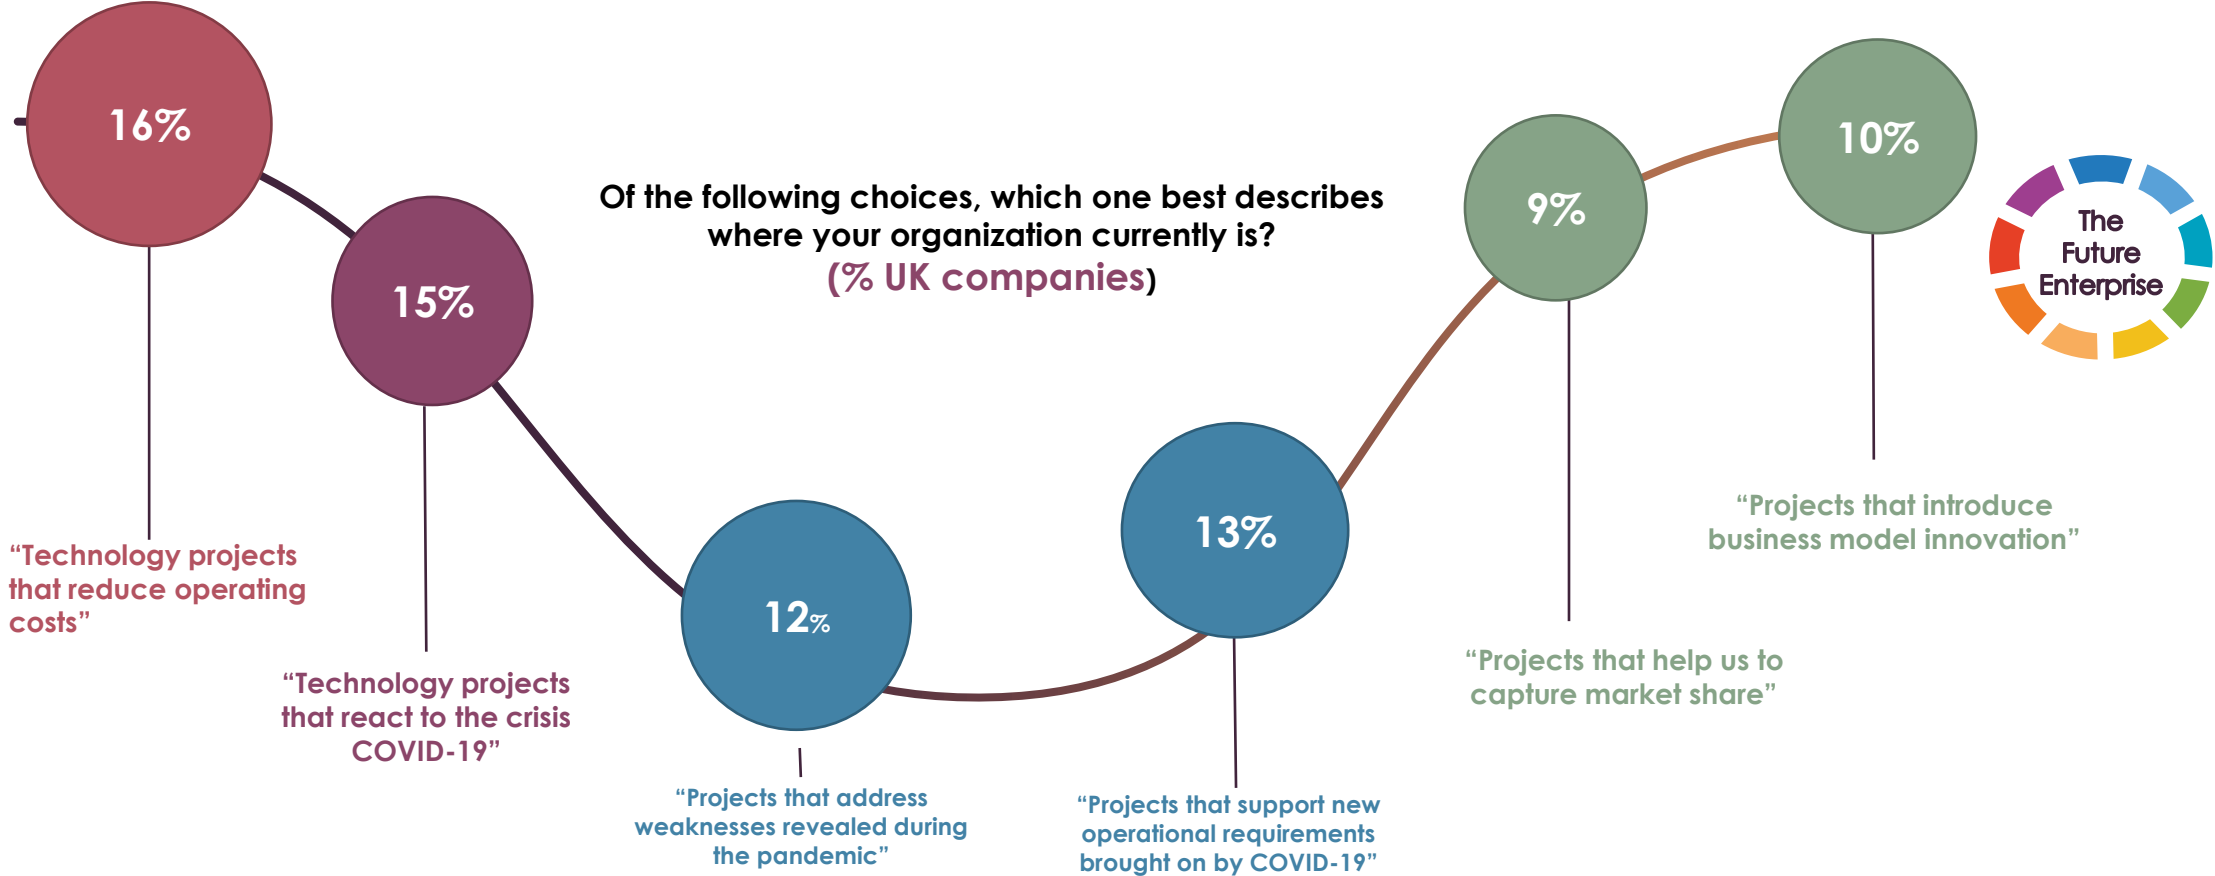 16%
15%
Of the following choices, which one best describes
where your organization currently is?
(% UK companies)
9%
10%
The
Future
Enterprise
12%
13%
“Technology projects
that reduce operating
costs”
“Technology projects
that react to the crisis
COVID-19”
“Projects that address
weaknesses revealed during
the pandemic”
“Projects that support new
operational requirements
brought on by COVID-19”
“Projects that help us to
capture market share”
“Projects that introduce
business model innovation”